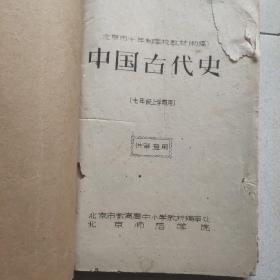 北京市十年制学校教材(初稿)
中国古代史
(七年级上学期用)
供审查用
北京市教育局中小学教材编审处
北京师范学院